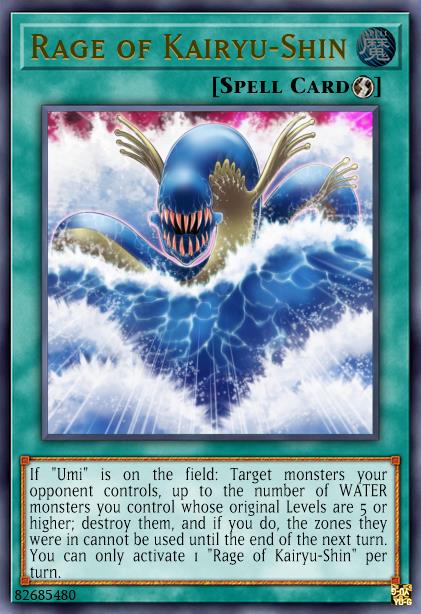 Rage of Kairyu-Shin
魔
[Spell Card]
If "Umi" is on the field: Target monsters your
opponent controls, up to the number of WATER
monsters you control whose original Levels are 5 or
higher; destroy them, and if you do, the zones they
were in cannot be used until the end of the next turn.
You can only activate 1 "Rage of Kairyu-Shin" per
turn.
82685480